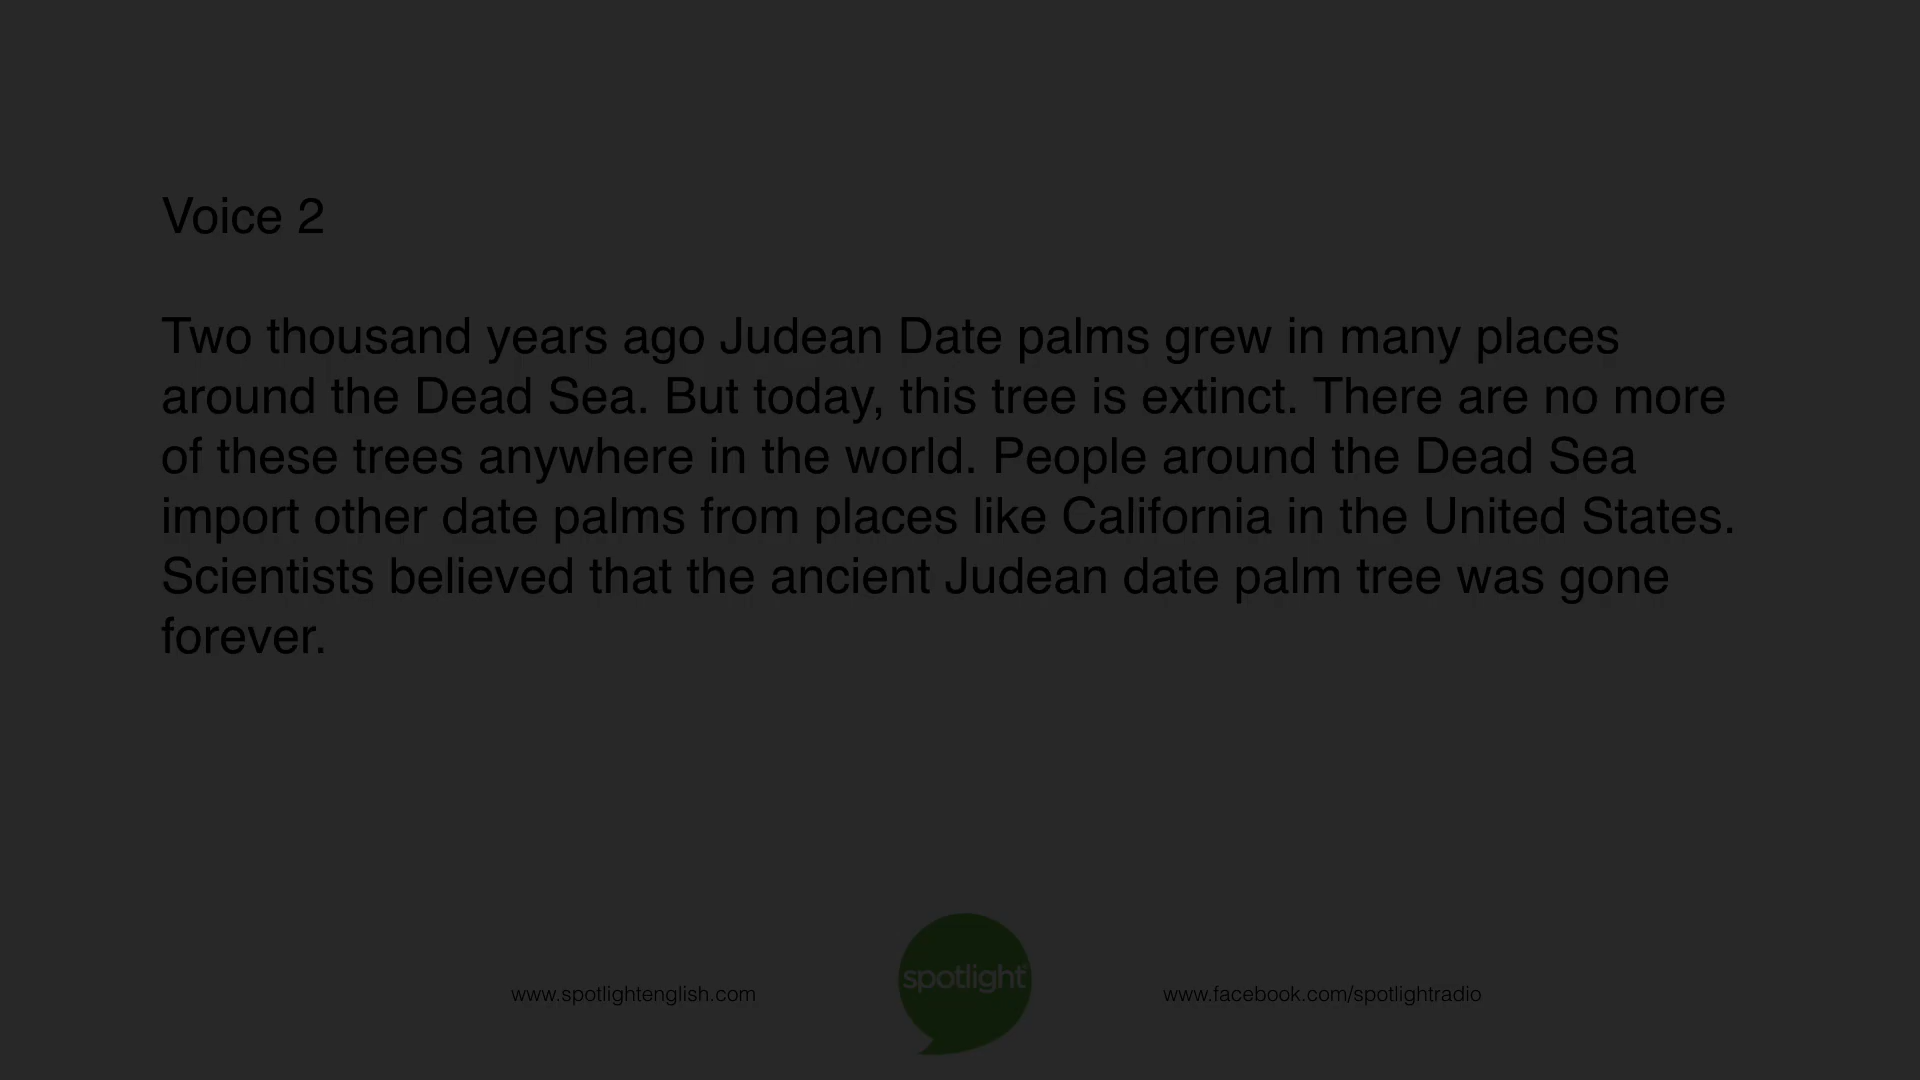 Voice 2
Two thousand years ago Judean Date palms grew in many places
around the Dead Sea. But today, this tree is extinct. There are no more
of these trees anywhere in the world. People around the Dead Sea
import other date palms from places like California in the United States.
Scientists believed that the ancient Judean date palm tree was gone
forever.
spotlight
www.spotlightenglish.com
www.facebook.com/spotlightradio